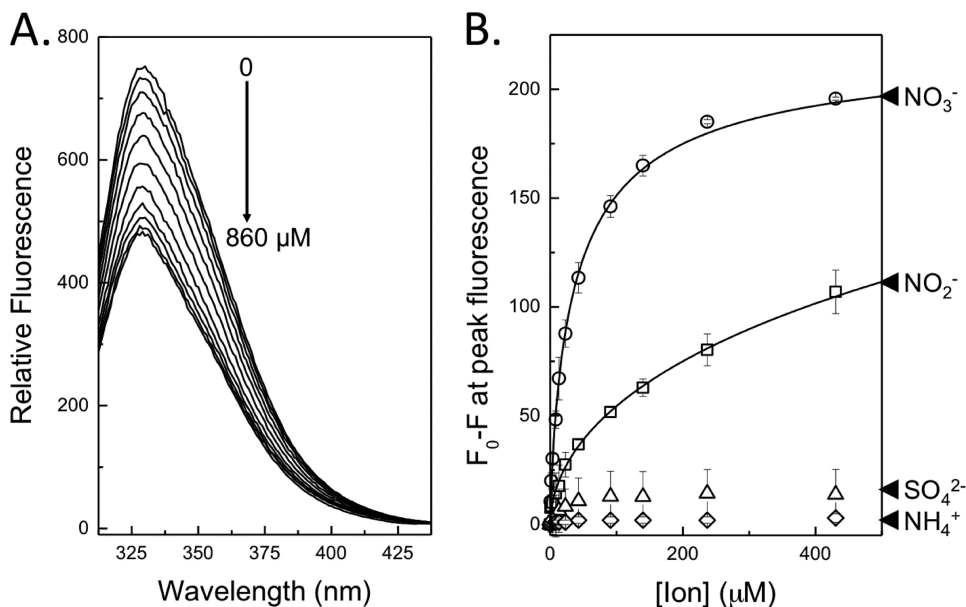 A.
800
600
400
200
0
325
350
375
400
425
Wavelength (nm)
Relative Fluorescence
0
860 μM
B.
200
150
100
50
0
0
200
400
[Ion] (μM)
F₀-F at peak fluorescence
NO₃⁻
NO₂⁻
SO₄²⁻
NH₄⁺